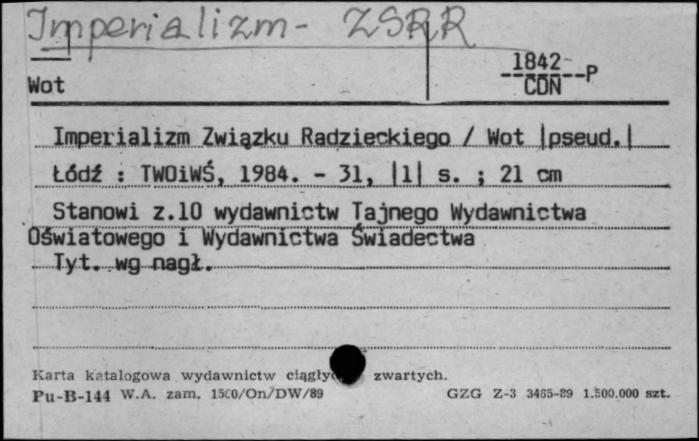 Imperializm - ZSRR
1842
--------P
CDN
Wot
Imperializm Związku Radzieckiego / Wot |pseud.|
Łódź : TWOiWŚ, 1984. - 31, |1| s. ; 21 cm
Stanowi z.10 wydawnictw Tajnego Wydawnictwa
Oświatowego i Wydawnictwa Świadectwa
Tyt. wg nagł.
Karta katalogowa wydawnictw zwartych.
Pu-B-144 W.A. zam. 1500/On/DW/89 GZG Z-3 3465-89 1.500.000 szt.